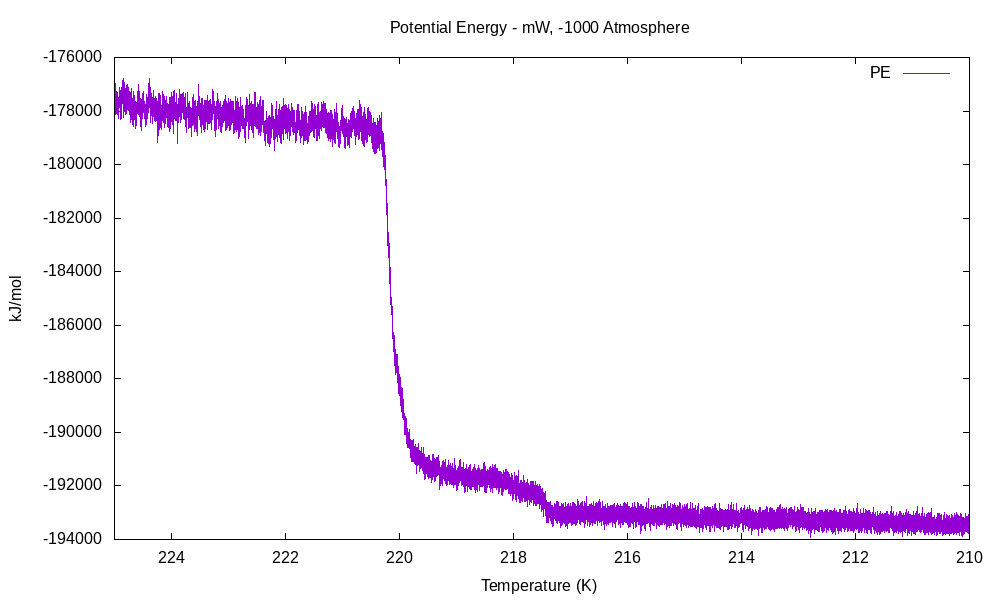 Potential Energy - mW, -1000 Atmosphere
PE
-176000
-178000
-180000
-182000
-184000
-186000
-188000
-190000
-192000
-194000
kJ/mol
224 222 220 218 216 214 212 210
Temperature (K)